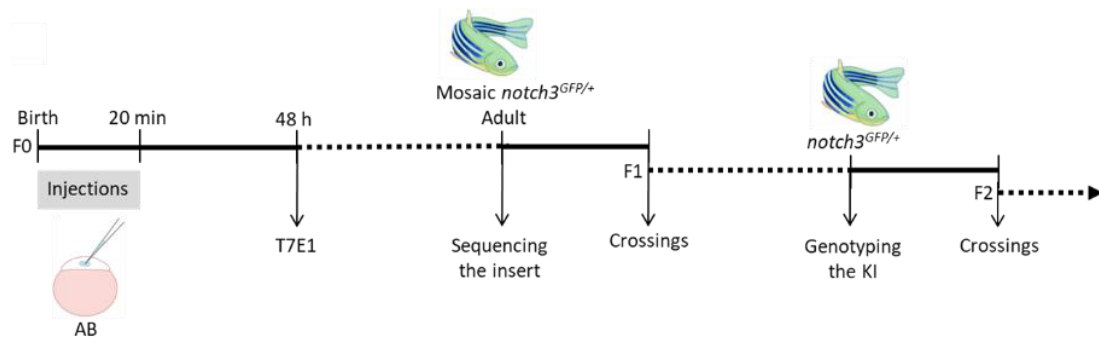 Mosaic notch3GFP/+
Birth
20 min
48 h
Adult
notch3GFP/+
F0
F1
F2
Injections
T7E1
Sequencing
the insert
Crossings
Genotyping
the KI
Crossings
AB